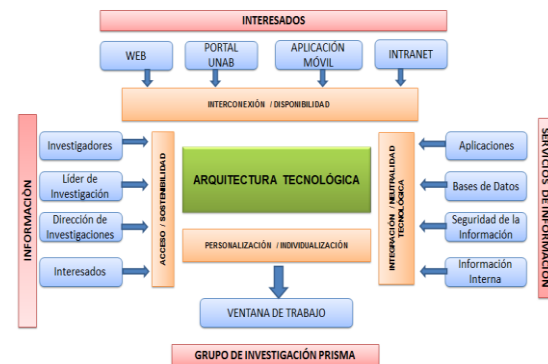 INTERESADOS
WEB
PORTAL
UNAB
APLICACIÓN
MÓVIL
INTRANET
INTERCONEXIÓN / DISPONIBILIDAD
INFORMACIÓN
Investigadores
Líder de
Investigación
Dirección de
Investigaciones
Interesados
ACCESO / SOSTENIBILIDAD
ARQUITECTURA TECNOLÓGICA
PERSONALIZACIÓN / INDIVIDUALIZACIÓN
INTEGRACIÓN / NEUTRALIDAD
TECNOLÓGICA
Aplicaciones
Bases de Datos
Seguridad de la
Información
Información
Interna
SERVICIOS DE INFORMACIÓN
VENTANA DE TRABAJO
GRUPO DE INVESTIGACIÓN PRISMA